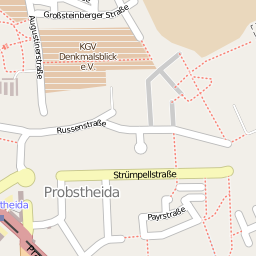 Großsteinberger Straße
Augustinerstraße
KGV
Denkmalsblick
e.V.
Russenstraße
Strümpellstraße
Probstheida
Payrstraße